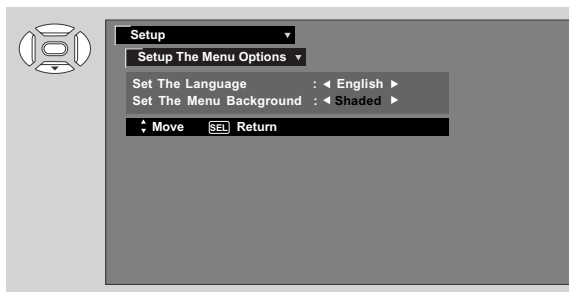 Setup
Setup The Menu Options
Set The Language : English
Set The Menu Background : Shaded
Move SEL Return